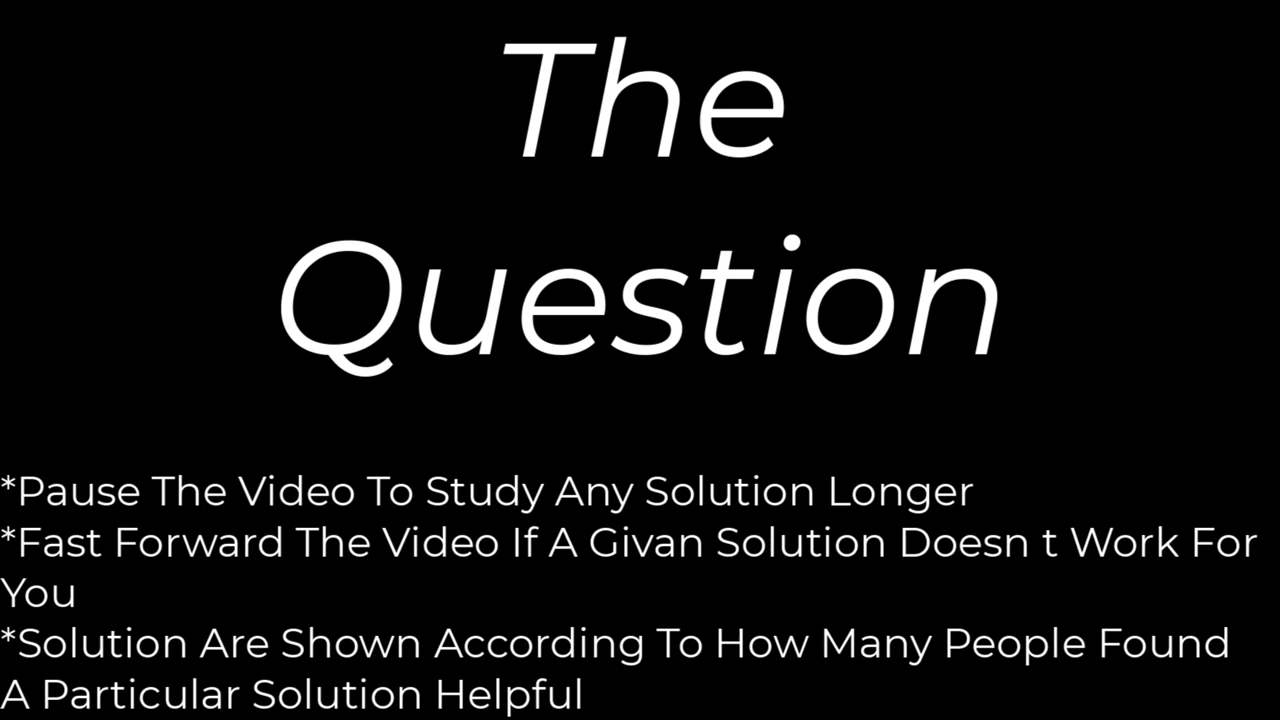 The
Question
*Pause The Video To Study Any Solution Longer
*Fast Forward The Video If A Givan Solution Doesn t Work For
You
*Solution Are Shown According To How Many People Found
A Particular Solution Helpful